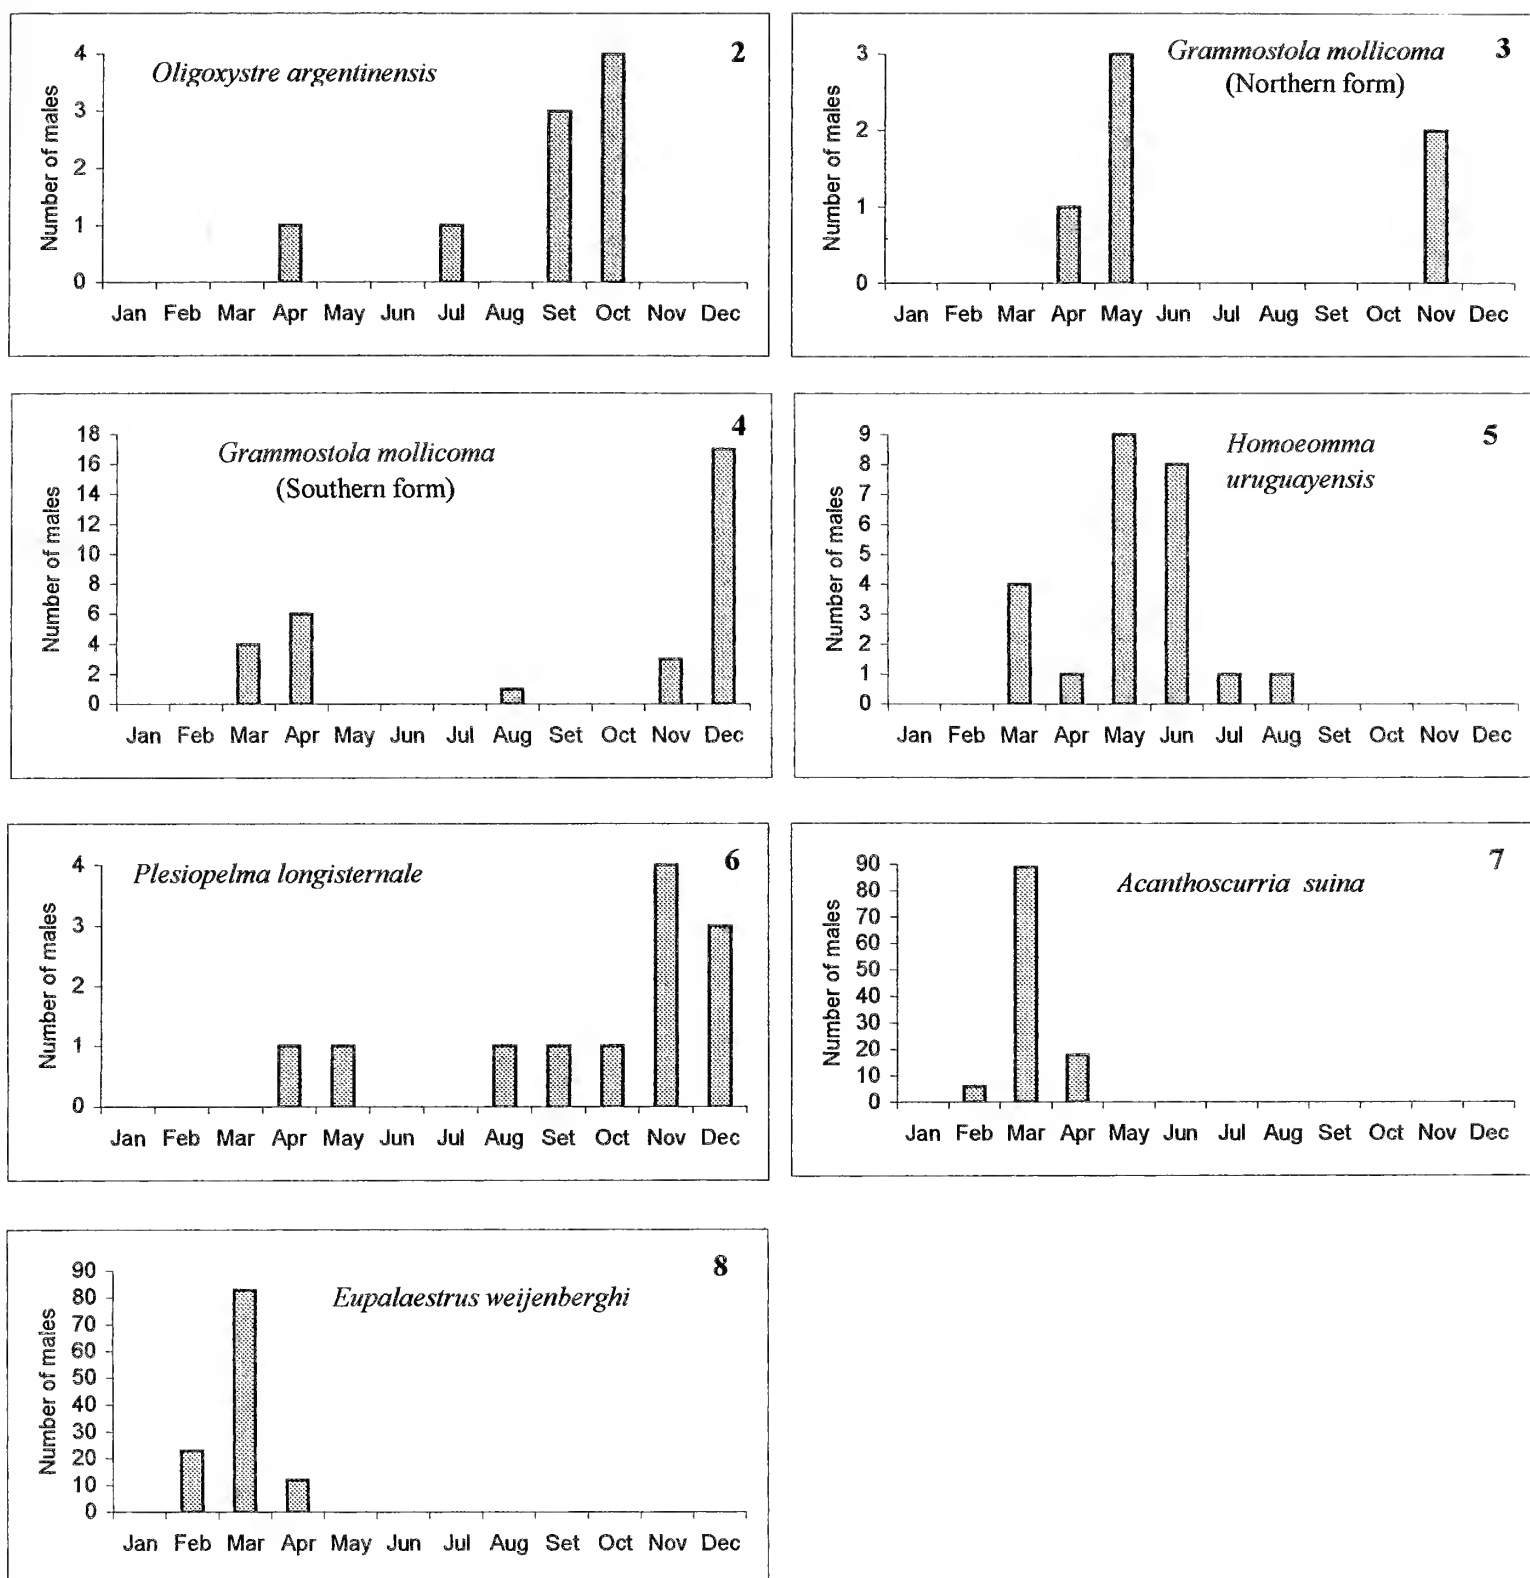 2
Oligoxystre argentinensis
Number of males
4
3
2
1
0
Jan Feb Mar Apr May Jun Jul Aug Set Oct Nov Dec
3
Grammostola mollicoma
(Northern form)
Number of males
3
2
1
0
Jan Feb Mar Apr May Jun Jul Aug Set Oct Nov Dec
4
Grammostola mollicoma
(Southern form)
Number of males
18
16
14
12
10
8
6
4
2
0
Jan Feb Mar Apr May Jun Jul Aug Set Oct Nov Dec
5
Homoeomma
uruguayensis
Number of males
9
8
7
6
5
4
3
2
1
0
Jan Feb Mar Apr May Jun Jul Aug Set Oct Nov Dec
6
Plesiopelma longisternale
Number of males
4
3
2
1
0
Jan Feb Mar Apr May Jun Jul Aug Set Oct Nov Dec
7
Acanthoscurria suina
Number of males
90
80
70
60
50
40
30
20
10
0
Jan Feb Mar Apr May Jun Jul Aug Set Oct Nov Dec
8
Eupalaestrus weijenberghi
Number of males
90
80
70
60
50
40
30
20
10
0
Jan Feb Mar Apr May Jun Jul Aug Set Oct Nov Dec